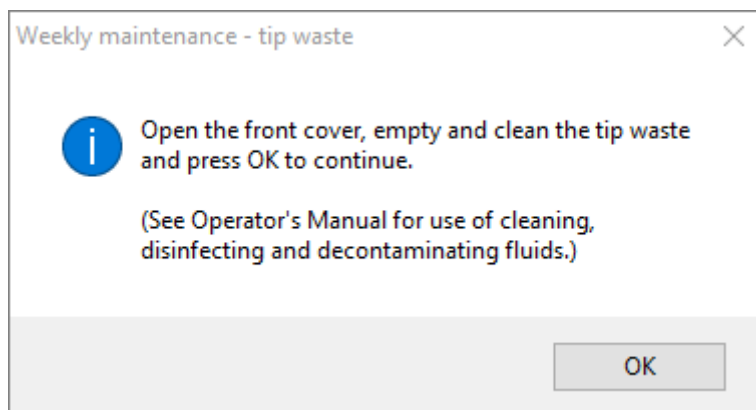 Weekly maintenance - tip waste
Open the front cover, empty and clean the tip waste
and press OK to continue.
(See Operator's Manual for use of cleaning,
disinfecting and decontaminating fluids.)
OK